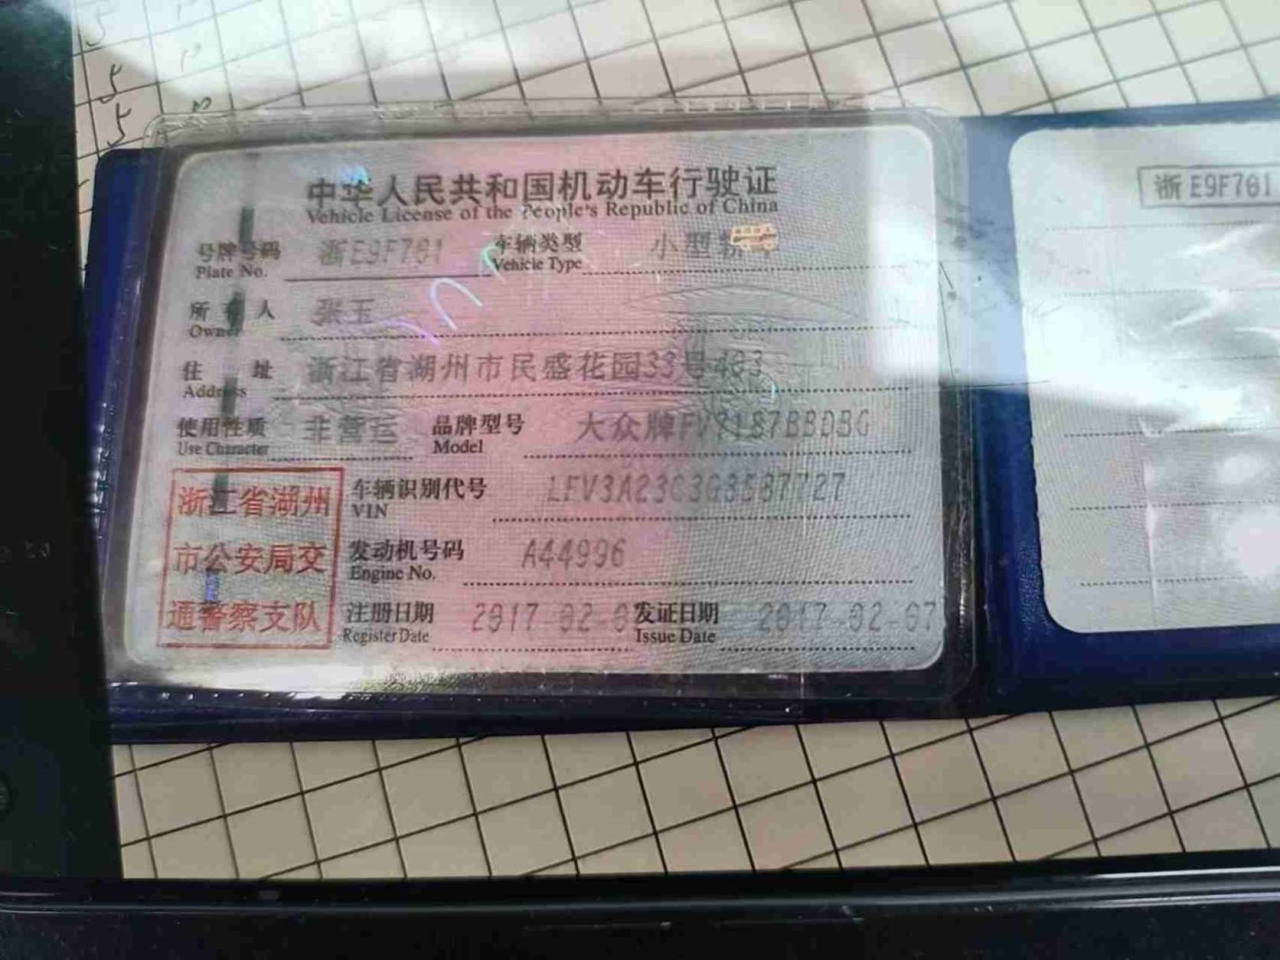 中华人民共和国机动车行驶证
Vehicle License of the People's Republic of China
号牌号码 浙E9F761 车辆类型 小型轿车
Plate No. Vehicle Type
所有人 张玉
Owner
住址 浙江省湖州市民盛花园33号403
Address
使用性质 非营运 品牌型号 大众牌FV7187BBDBG
Use Character Model
浙江省湖州 车辆识别代号 LFV3A23C3G3587727
VIN
市公安局交 发动机号码 A44996
Engine No.
通警察支队 注册日期 2017-02-0 发证日期 2017-02-07
Register Date Issue Date
浙E9F761